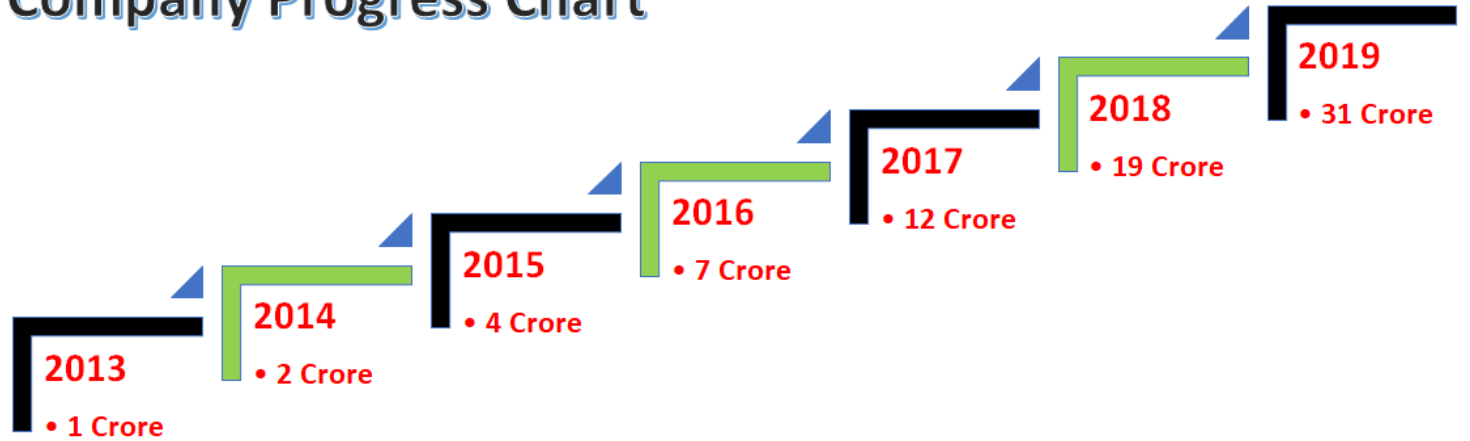 Company Progress Chart
2013
• 1 Crore
2014
• 2 Crore
2015
• 4 Crore
2016
• 7 Crore
2017
• 12 Crore
2018
• 19 Crore
2019
• 31 Crore